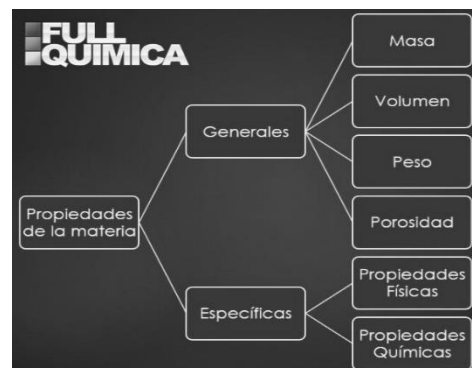 FULL
QUIMICA
Propiedades
de la materia
Generales
Masa
Volumen
Peso
Porosidad
Específicas
Propiedades
Físicas
Propiedades
Químicas